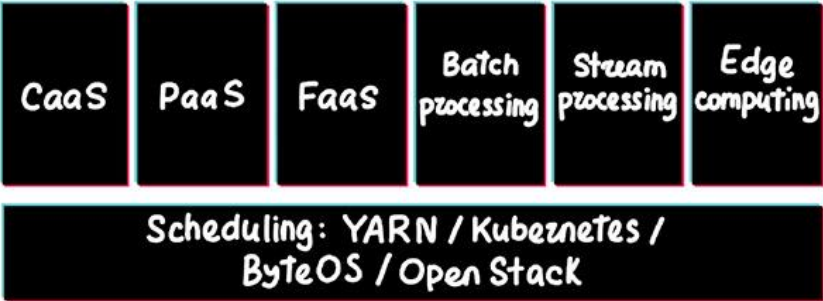 CaaS
PaaS
FaaS
Batch
processing
Stream
processing
Edge
computing
Scheduling: YARN / Kubernetes /
ByteOS / Open Stack